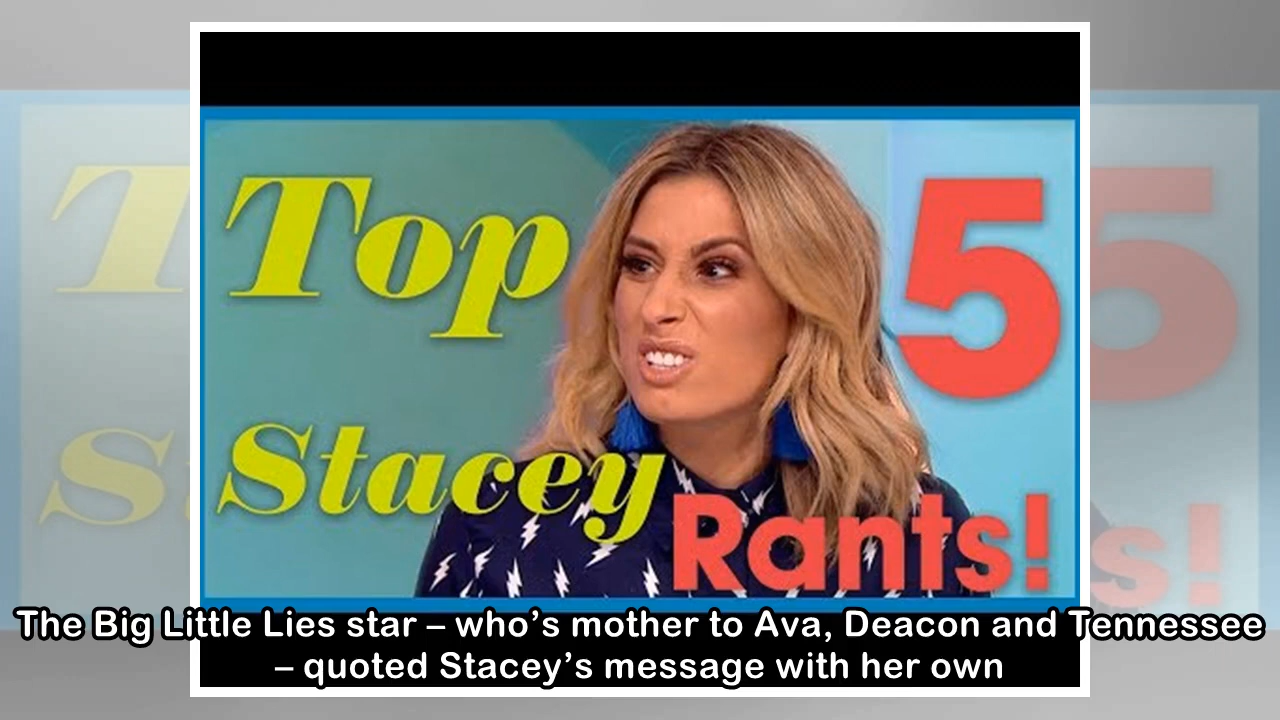 Top 5
Stacey
Rants!
The Big Little Lies star – who’s mother to Ava, Deacon and Tennessee
– quoted Stacey’s message with her own